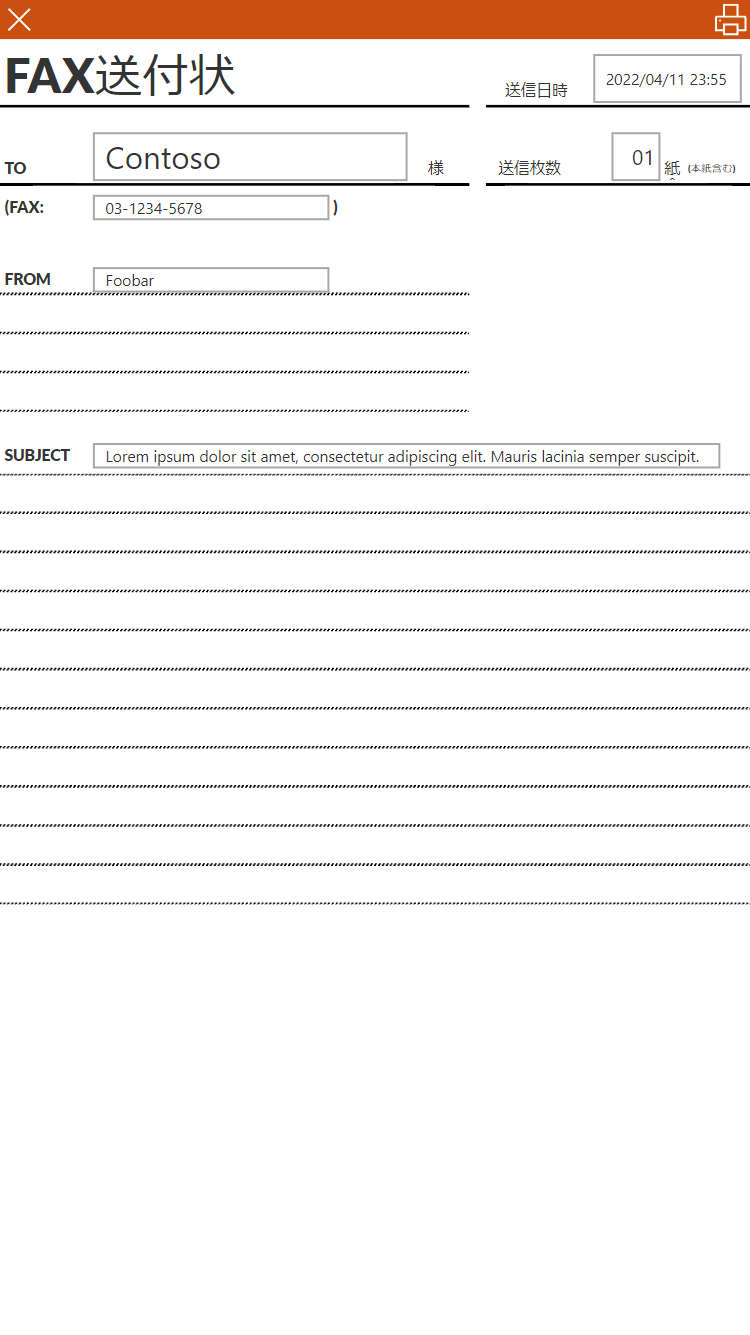 FAX送付状
送信日時 2022/04/11 23:55
TO Contoso 様
送信枚数 01 紙 (本紙含む)
(FAX: 03-1234-5678 )
FROM Foobar
SUBJECT Lorem ipsum dolor sit amet, consectetur adipiscing elit. Mauris lacinia semper suscipit.